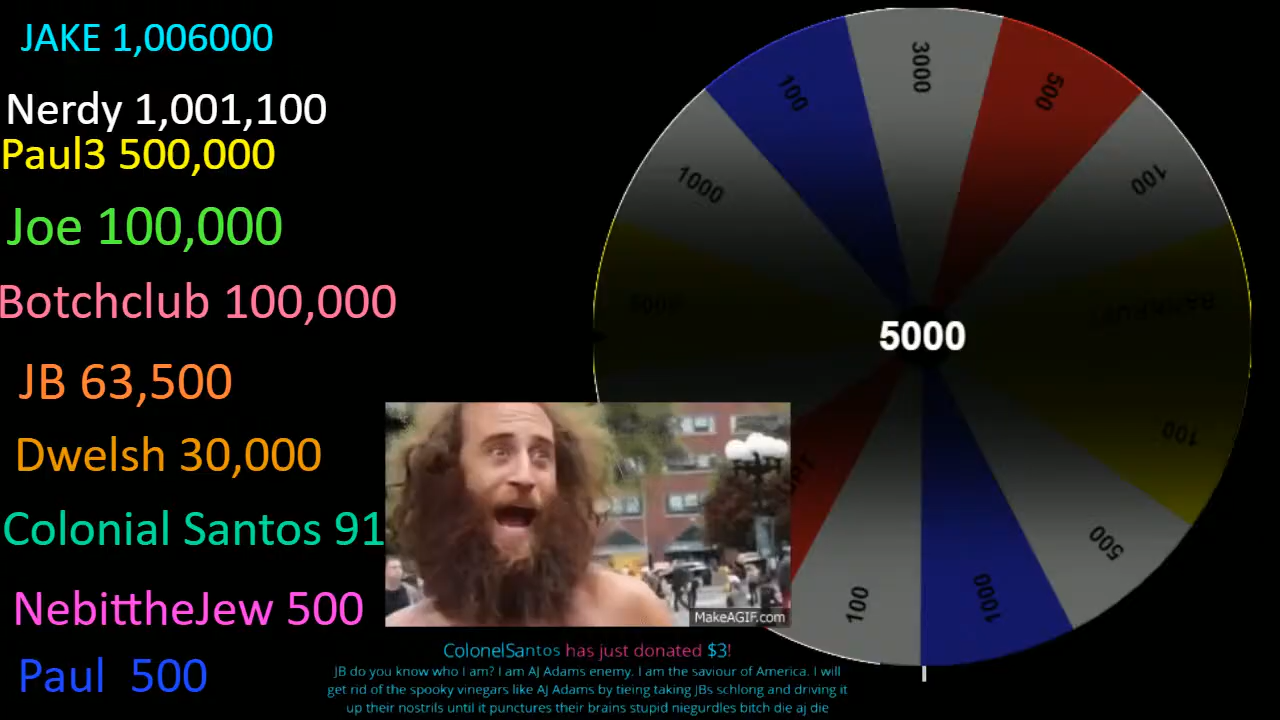 JAKE 1,006000
Nerdy 1,001,100
Paul3 500,000
Joe 100,000
Botchclub 100,000
JB 63,500
Dwelsh 30,000
Colonial Santos 91
NebittheJew 500
Paul 500
100
3000
500
1000
100
5000
BANKRUPT
5000
100
500
100
1000
MakeAGIF.com
ColonelSantos has just donated $3!
JB do you know who I am? I am AJ Adams enemy. I am the saviour of America. I will
get rid of the spooky vinegars like AJ Adams by tieing taking JBs schlong and driving it
up their nostrils until it punctures their brains stupid niegurdles bitch die aj die